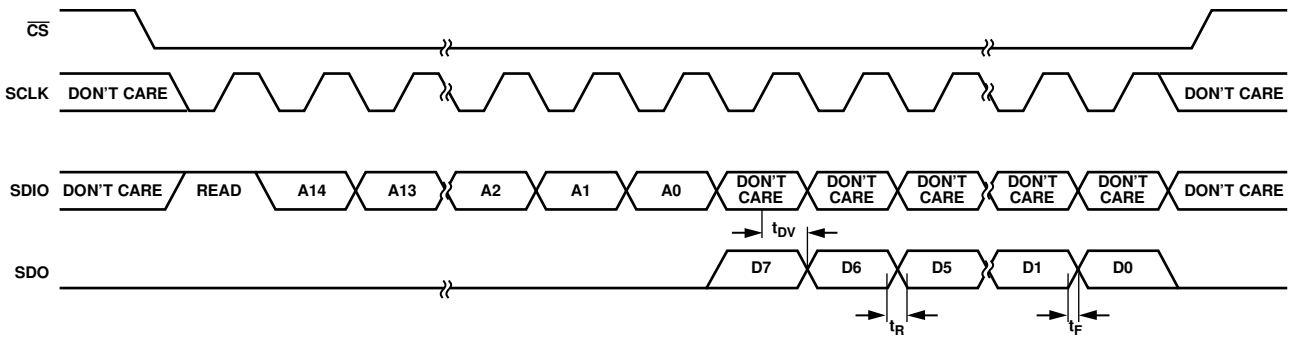 CS
SCLK DON'T CARE DON'T CARE
SDIO DON'T CARE READ A14 A13 A2 A1 A0 DON'T CARE DON'T CARE DON'T CARE DON'T CARE DON'T CARE DON'T CARE
tDV
SDO D7 D6 D5 D1 D0
tR tF